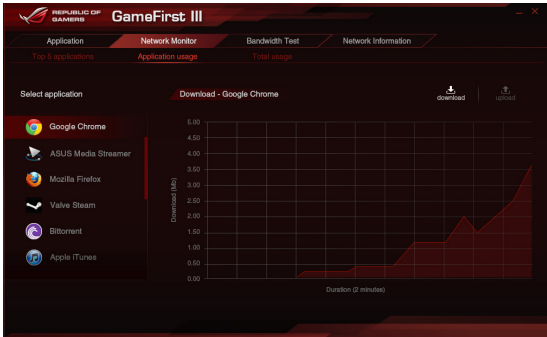 REPUBLIC OF
GAMERS
GameFirst III
Application
Network Monitor
Bandwidth Test
Network Information
Top 5 applications
Application usage
Total usage
Select application
Download - Google Chrome
download
upload
Google Chrome
ASUS Media Streamer
Mozilla Firefox
Valve Steam
Bittorrent
Apple iTunes
Download (Mb)
5.00
4.50
4.00
3.50
3.00
2.50
2.00
1.50
1.00
0.50
0.00
Duration (2 minutes)